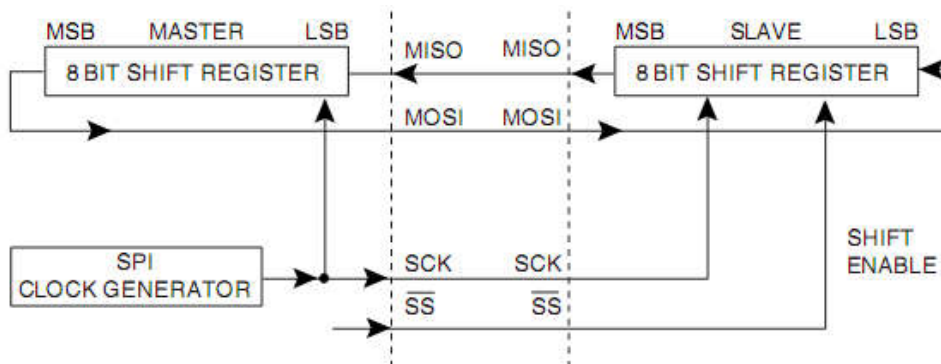 MSB MASTER LSB
8 BIT SHIFT REGISTER
MISO MISO
MSB SLAVE LSB
8 BIT SHIFT REGISTER
MOSI MOSI
SPI
CLOCK GENERATOR
SCK SCK
SS SS
SHIFT
ENABLE